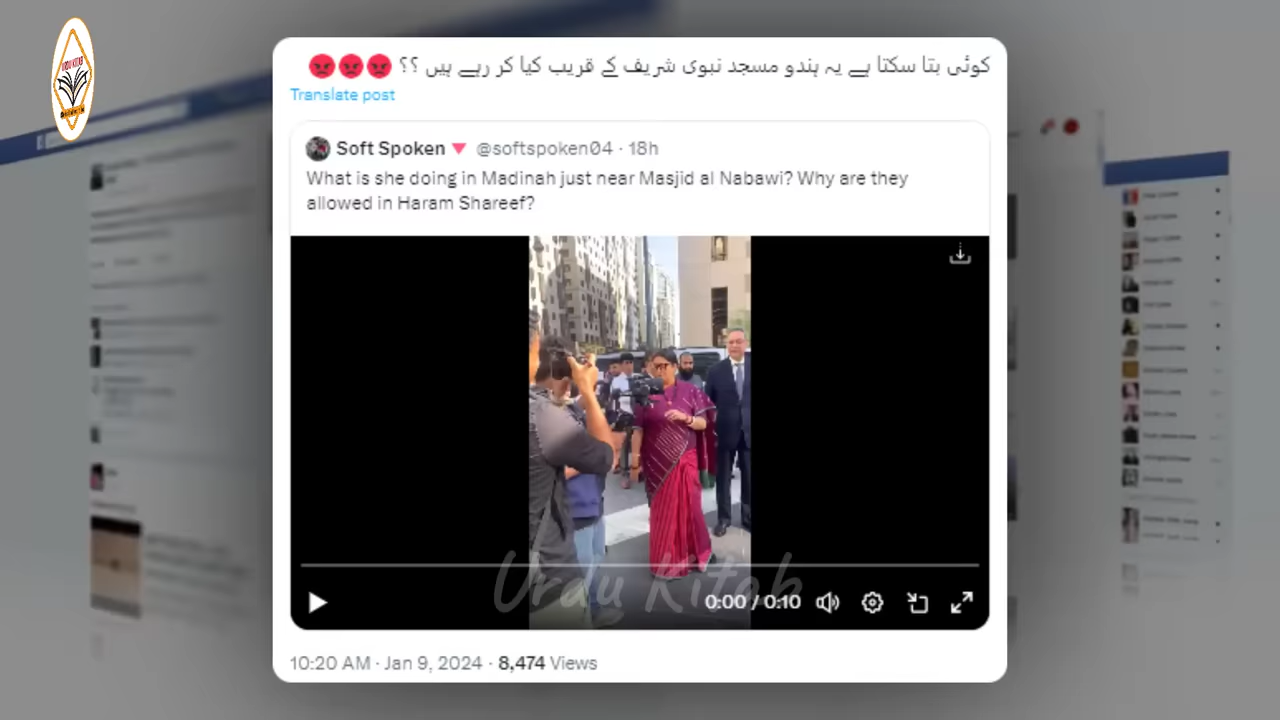 کوئی بتا سکتا ہے یہ ہندو مسجد نبوی شریف کے قریب کیا کر رہے ہیں ؟؟ 😡😡😡
Translate post
Soft Spoken 🔻 @softspoken04 · 18h
What is she doing in Madinah just near Masjid al Nabawi? Why are they
allowed in Haram Shareef?
Urdu Kitab
0:00 / 0:10
10:20 AM · Jan 9, 2024 · 8,474 Views